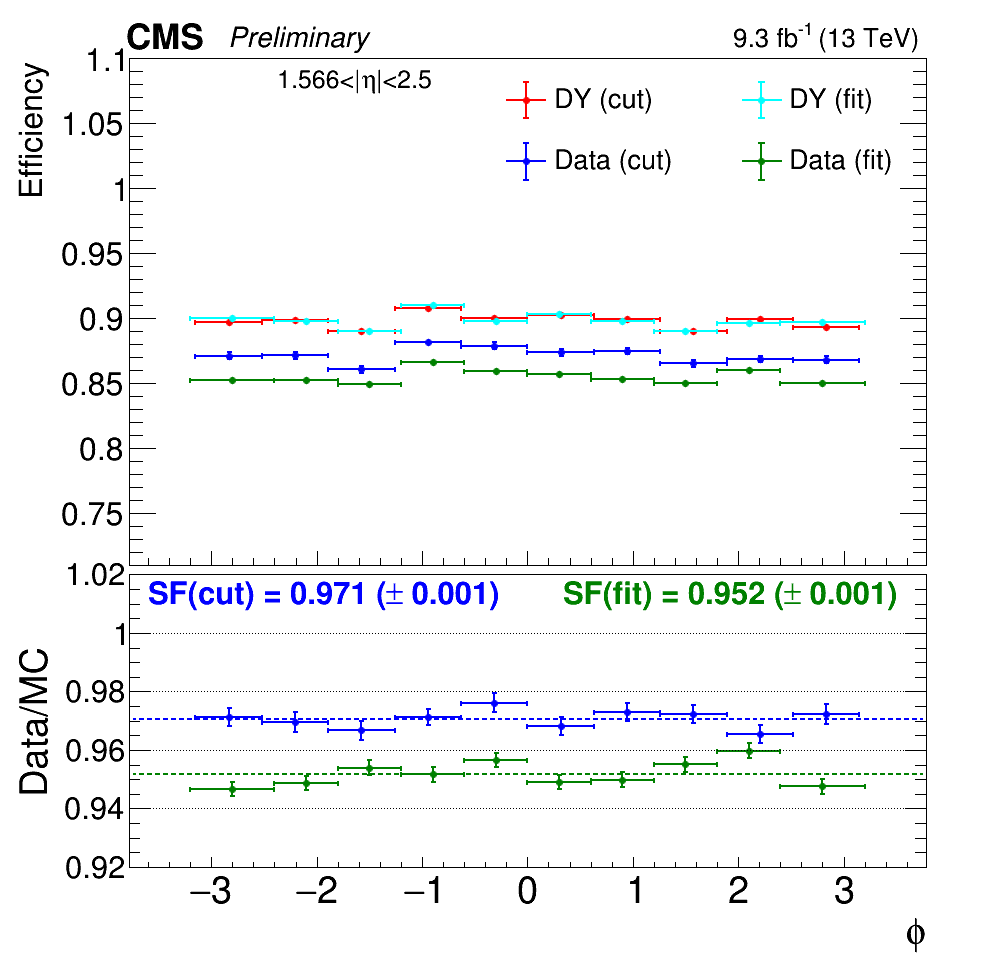 CMS Preliminary 9.3 fb-1 (13 TeV)
1.1
1.566<|η|<2.5
Efficiency
DY (cut) DY (fit)
Data (cut) Data (fit)
1.05
1
0.95
0.9
0.85
0.8
0.75
1.02
SF(cut) = 0.971 (± 0.001) SF(fit) = 0.952 (± 0.001)
Data/MC
1
0.98
0.96
0.94
0.92
−3 −2 −1 0 1 2 3
ϕ